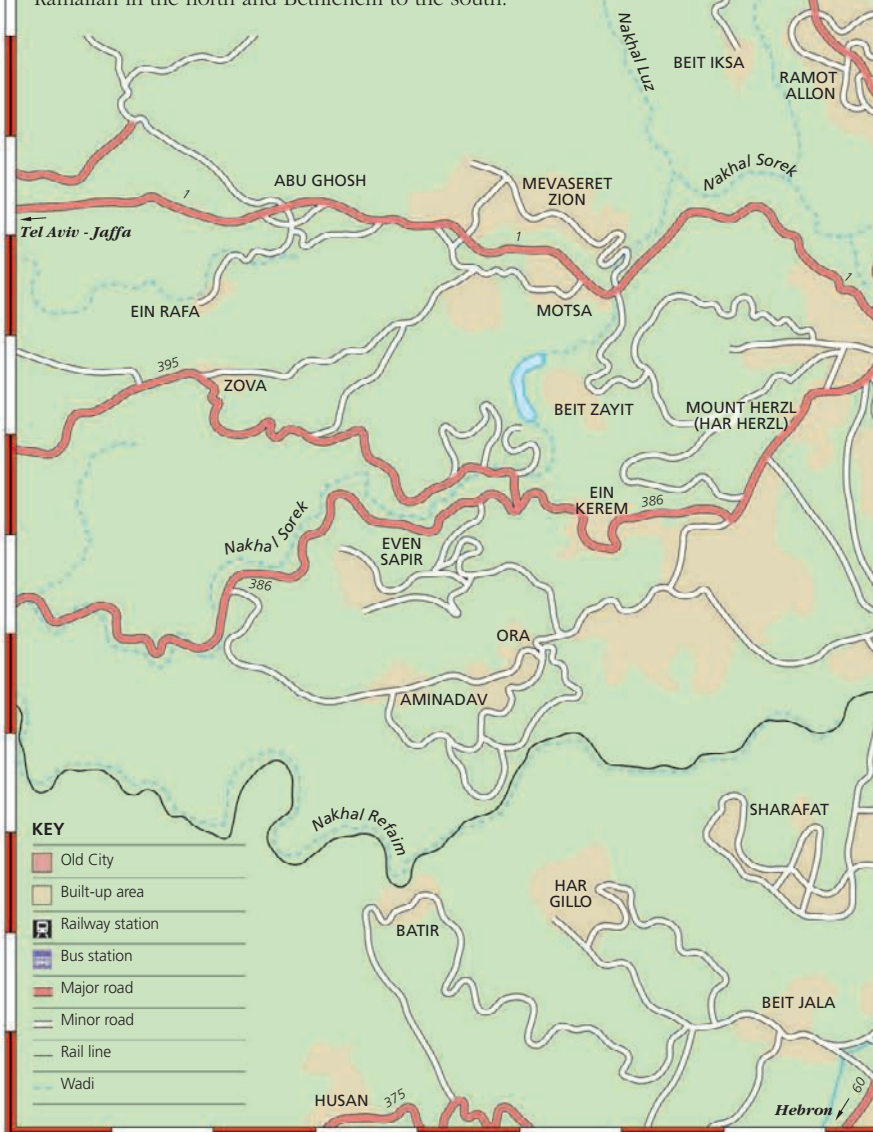 Ramallah in the north and Bethlehem to the south.
Nakhal Luz
BEIT IKSA
RAMOT
ALLON
ABU GHOSH
MEVASERET
ZION
Nakhal Sorek
1
1
1
Tel Aviv - Jaffa
EIN RAFA
MOTSA
395
ZOVA
BEIT ZAYIT
MOUNT HERZL
(HAR HERZL)
EIN
KEREM
386
Nakhal Sorek
EVEN
SAPIR
386
ORA
AMINADAV
SHARAFAT
Nakhal Refaim
KEY
Old City
Built-up area
Railway station
Bus station
Major road
Minor road
Rail line
Wadi
HAR
GILLO
BATIR
BEIT JALA
HUSAN
375
60
Hebron